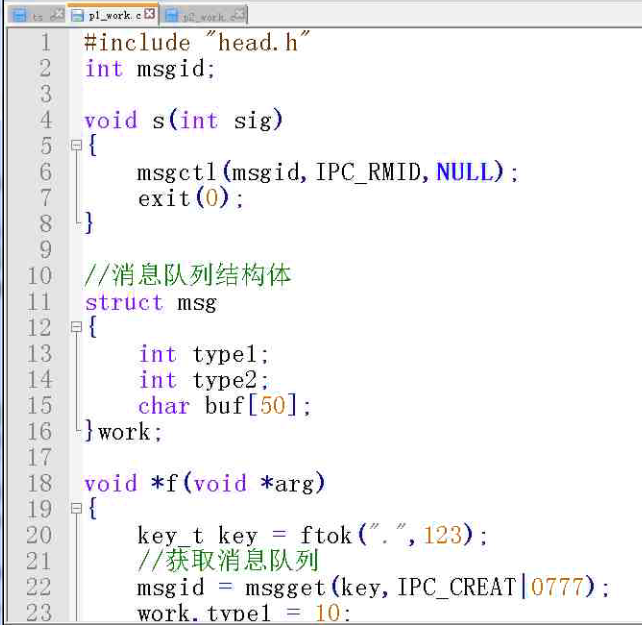 ts p1_work.c p2_work.c
1 #include "head.h"
2 int msgid;
3
4 void s(int sig)
5 {
6 msgctl(msgid,IPC_RMID,NULL);
7 exit(0);
8 }
9
10 //消息队列结构体
11 struct msg
12 {
13 int type1;
14 int type2;
15 char buf[50];
16 }work;
17
18 void *f(void *arg)
19 {
20 key_t key = ftok(".",123);
21 //获取消息队列
22 msgid = msgget(key,IPC_CREAT|0777);
23 work.type1 = 10;